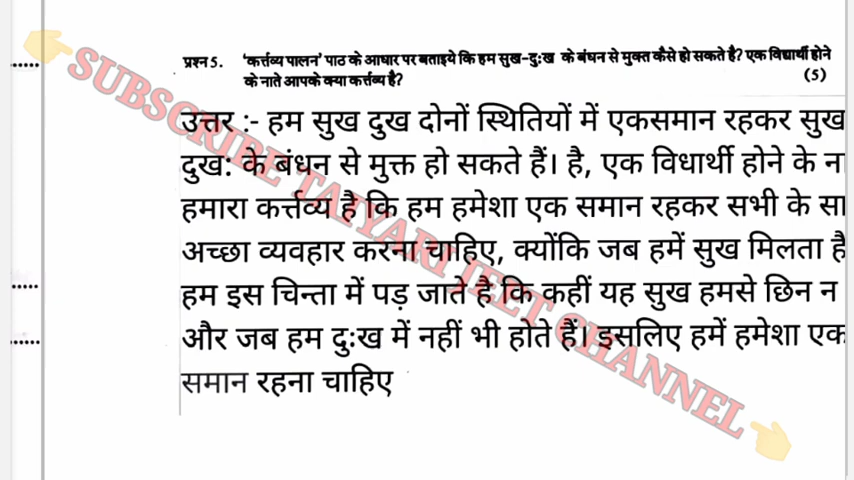 प्रश्न 5. 'कर्त्तव्य पालन' पाठ के आधार पर बताइये कि हम सुख-दुःख के बंधन से मुक्त कैसे हो सकते है? एक विद्यार्थी होने
के नाते आपके क्या कर्त्तव्य है? (5)
उत्तर :- हम सुख दुख दोनों स्थितियों में एकसमान रहकर सुख
दुख: के बंधन से मुक्त हो सकते हैं। है, एक विधार्थी होने के ना
हमारा कर्त्तव्य है कि हम हमेशा एक समान रहकर सभी के सा
अच्छा व्यवहार करना चाहिए, क्योंकि जब हमें सुख मिलता है
हम इस चिन्ता में पड़ जाते है कि कहीं यह सुख हमसे छिन न
और जब हम दुःख में नहीं भी होते हैं। इसलिए हमें हमेशा एक
समान रहना चाहिए
SUBSCRIBE TAIYARI JEET CHANNEL